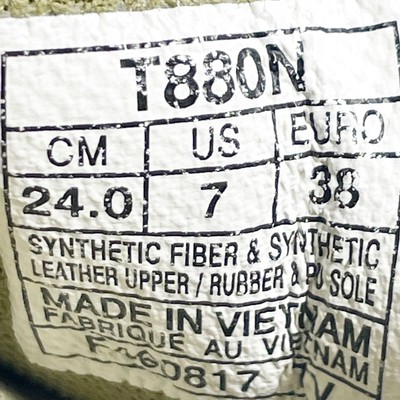 T880N
CM US EURO
24.0 7 38
SYNTHETIC FIBER & SYNTHETIC
LEATHER UPPER / RUBBER & PU SOLE
MADE IN VIETNAM
FABRIQUE AU VIETNAM